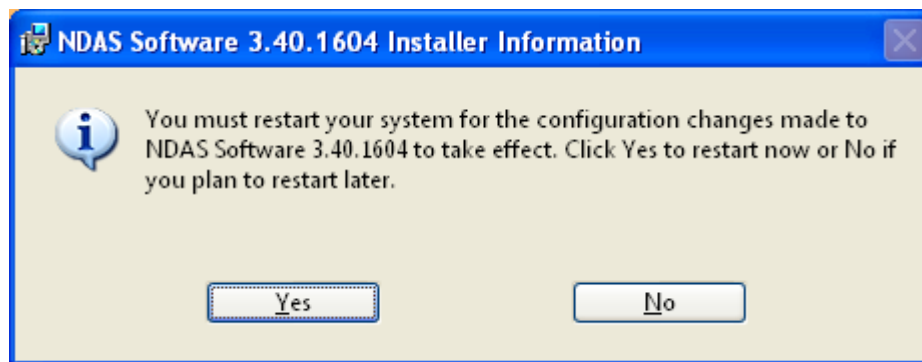 NDAS Software 3.40.1604 Installer Information
You must restart your system for the configuration changes made to
NDAS Software 3.40.1604 to take effect. Click Yes to restart now or No if
you plan to restart later.
Yes
No